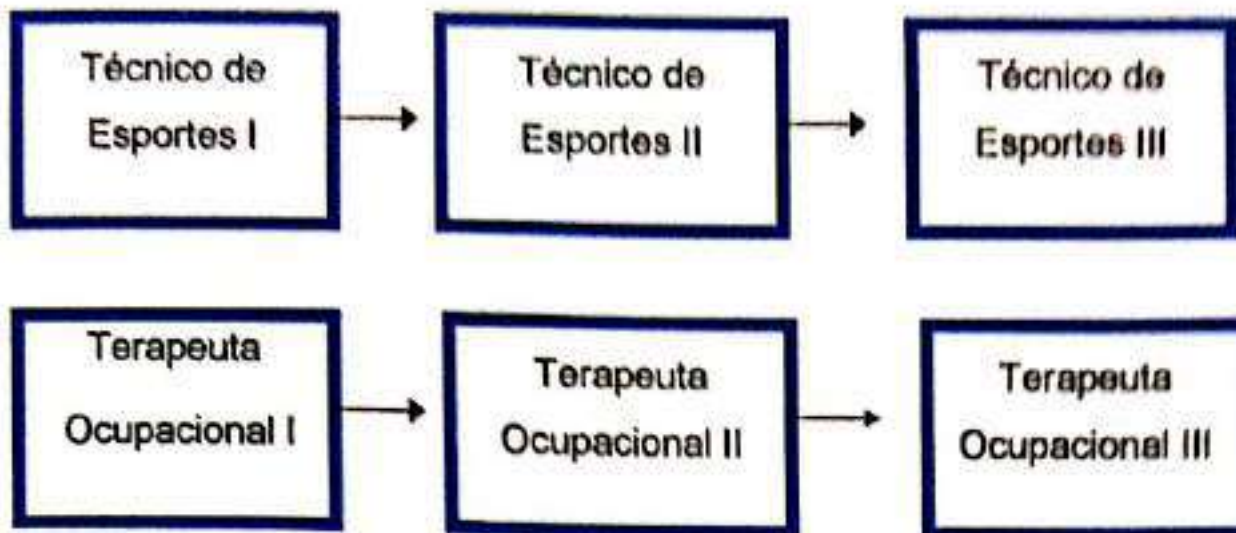 Técnico de
Esportes I
Técnico de
Esportes II
Técnico de
Esportes III
Terapeuta
Ocupacional I
Terapeuta
Ocupacional II
Terapeuta
Ocupacional III